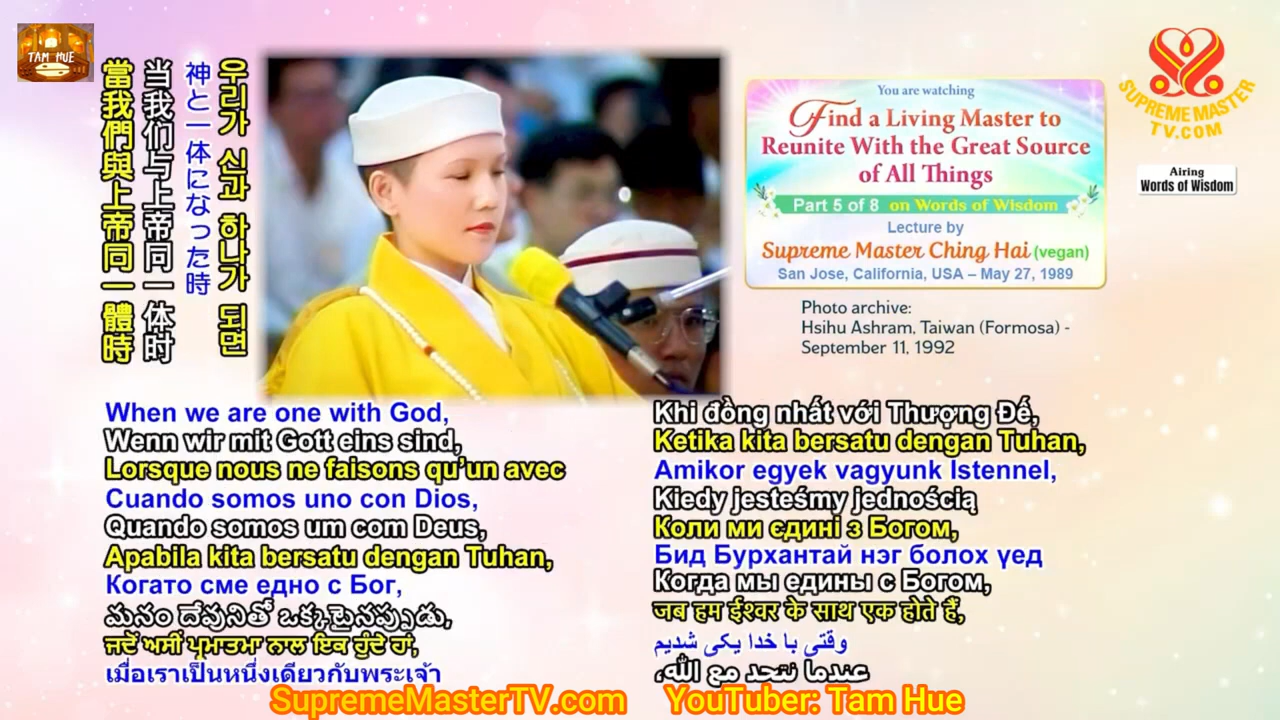 TAM HUE
當我們與上帝同一體時
当我们与上帝同一体时
神と一体になった時
우리가 신과 하나가 되면
You are watching
Find a Living Master to
Reunite With the Great Source
of All Things
Part 5 of 8 on Words of Wisdom
Lecture by
Supreme Master Ching Hai (vegan)
San Jose, California, USA – May 27, 1989
Photo archive:
Hsihu Ashram, Taiwan (Formosa) -
September 11, 1992
SUPREME MASTER
TV.COM
Airing
Words of Wisdom
When we are one with God,
Wenn wir mit Gott eins sind,
Lorsque nous ne faisons qu’un avec
Cuando somos uno con Dios,
Quando somos um com Deus,
Apabila kita bersatu dengan Tuhan,
Когато сме едно с Бог,
మనం దేవునితో ఒక్కటైనప్పుడు,
ਜਦੋਂ ਅਸੀਂ ਪ੍ਰਮਾਤਮਾ ਨਾਲ ਇਕ ਹੁੰਦੇ ਹਾਂ,
เมื่อเราเป็นหนึ่งเดียวกับพระเจ้า
Khi đồng nhất với Thượng Đế,
Ketika kita bersatu dengan Tuhan,
Amikor egyek vagyunk Istennel,
Kiedy jesteśmy jednością
Коли ми єдині з Богом,
Бид Бурхантай нэг болох үед
Когда мы едины с Богом,
जब हम ईश्वर के साथ एक होते हैं,
وقتی با خدا یکی شدیم
عندما نتحد مع الله،
SupremeMasterTV.com YouTuber: Tam Hue